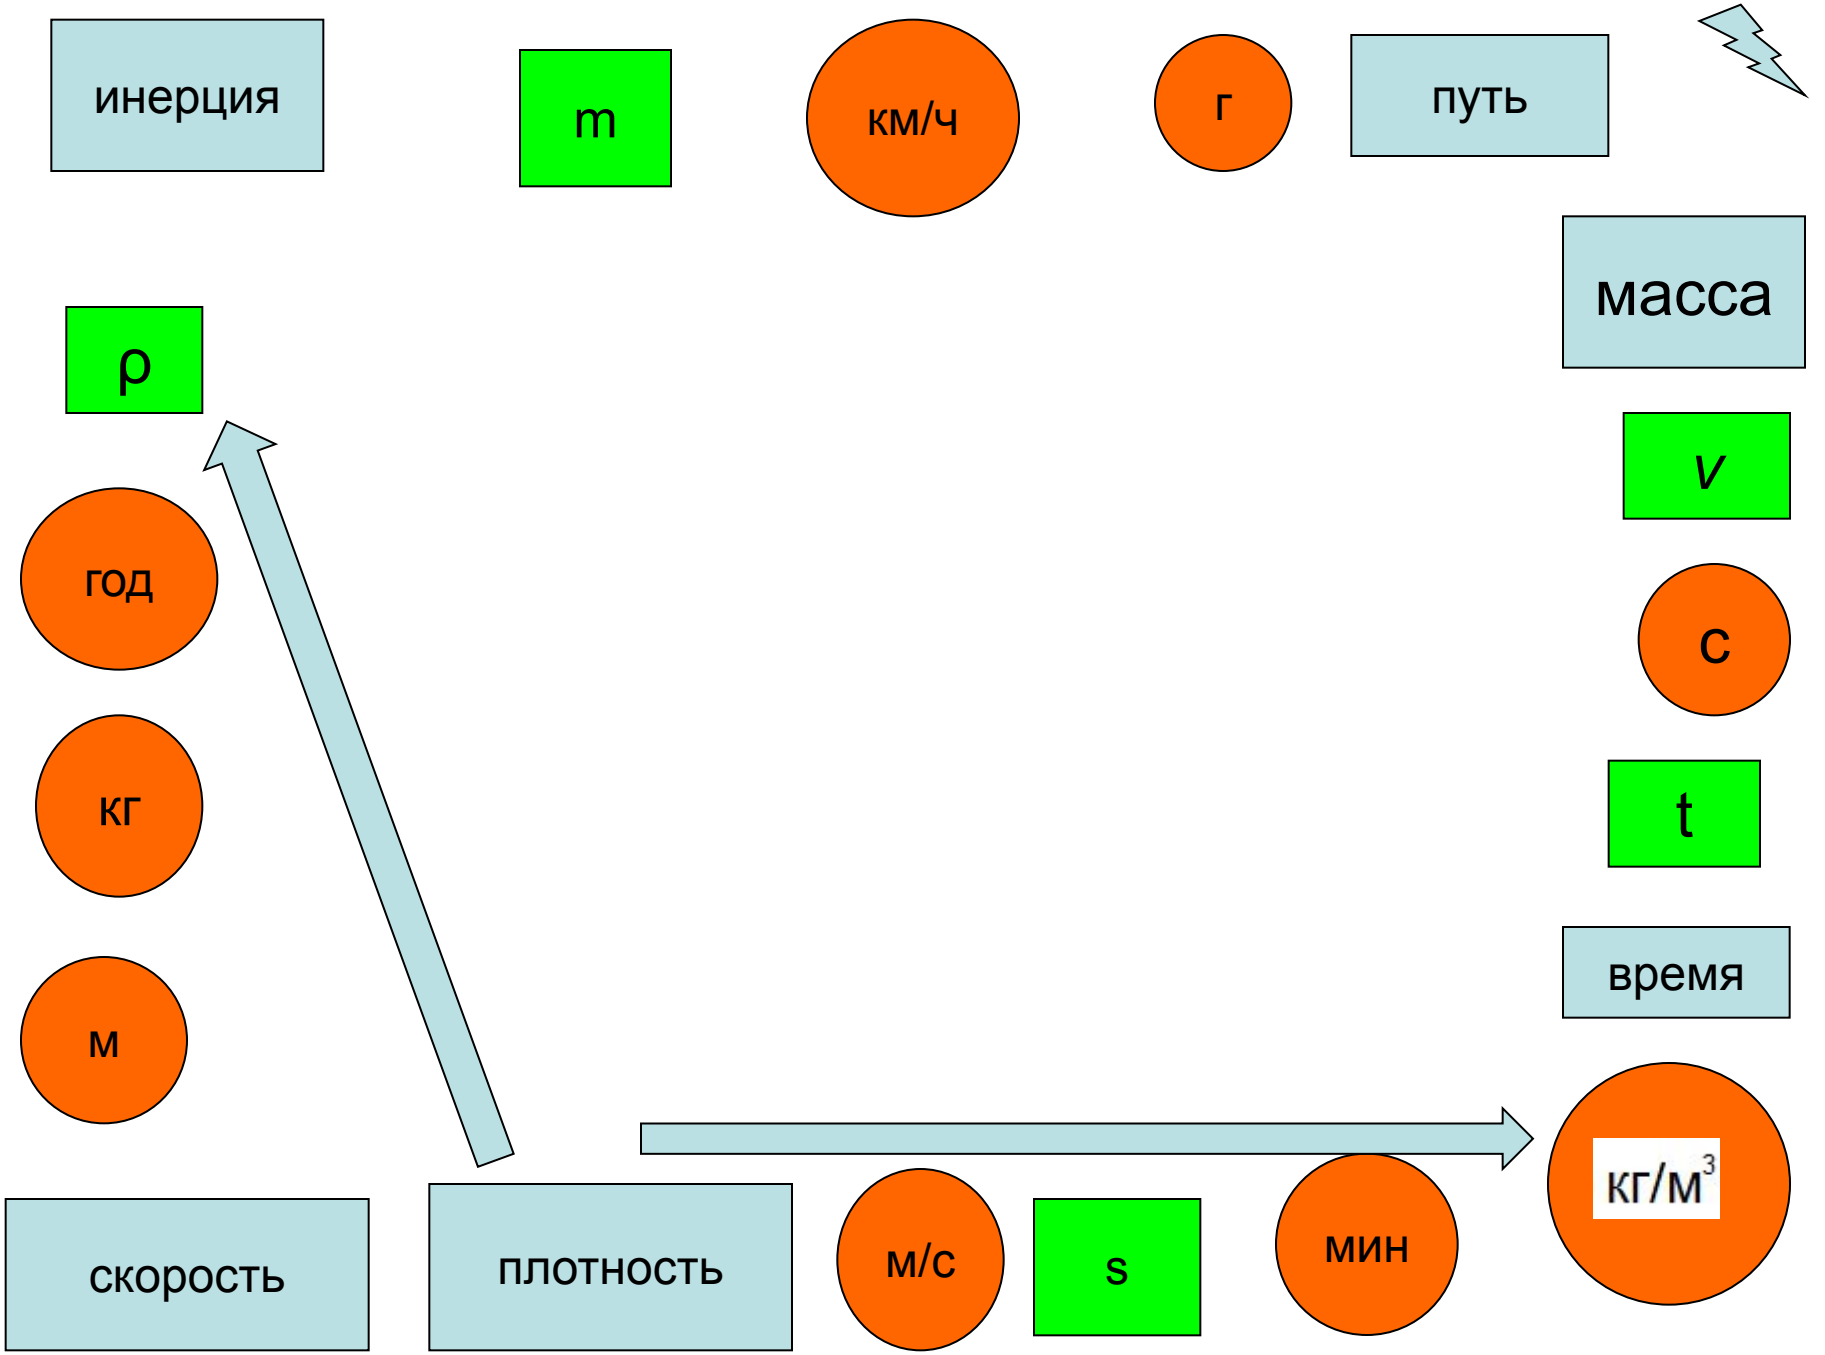 инерция
m
км/ч
г
путь
масса
ρ
v
год
с
кг
t
время
м
кг/м³
скорость
плотность
м/с
s
мин